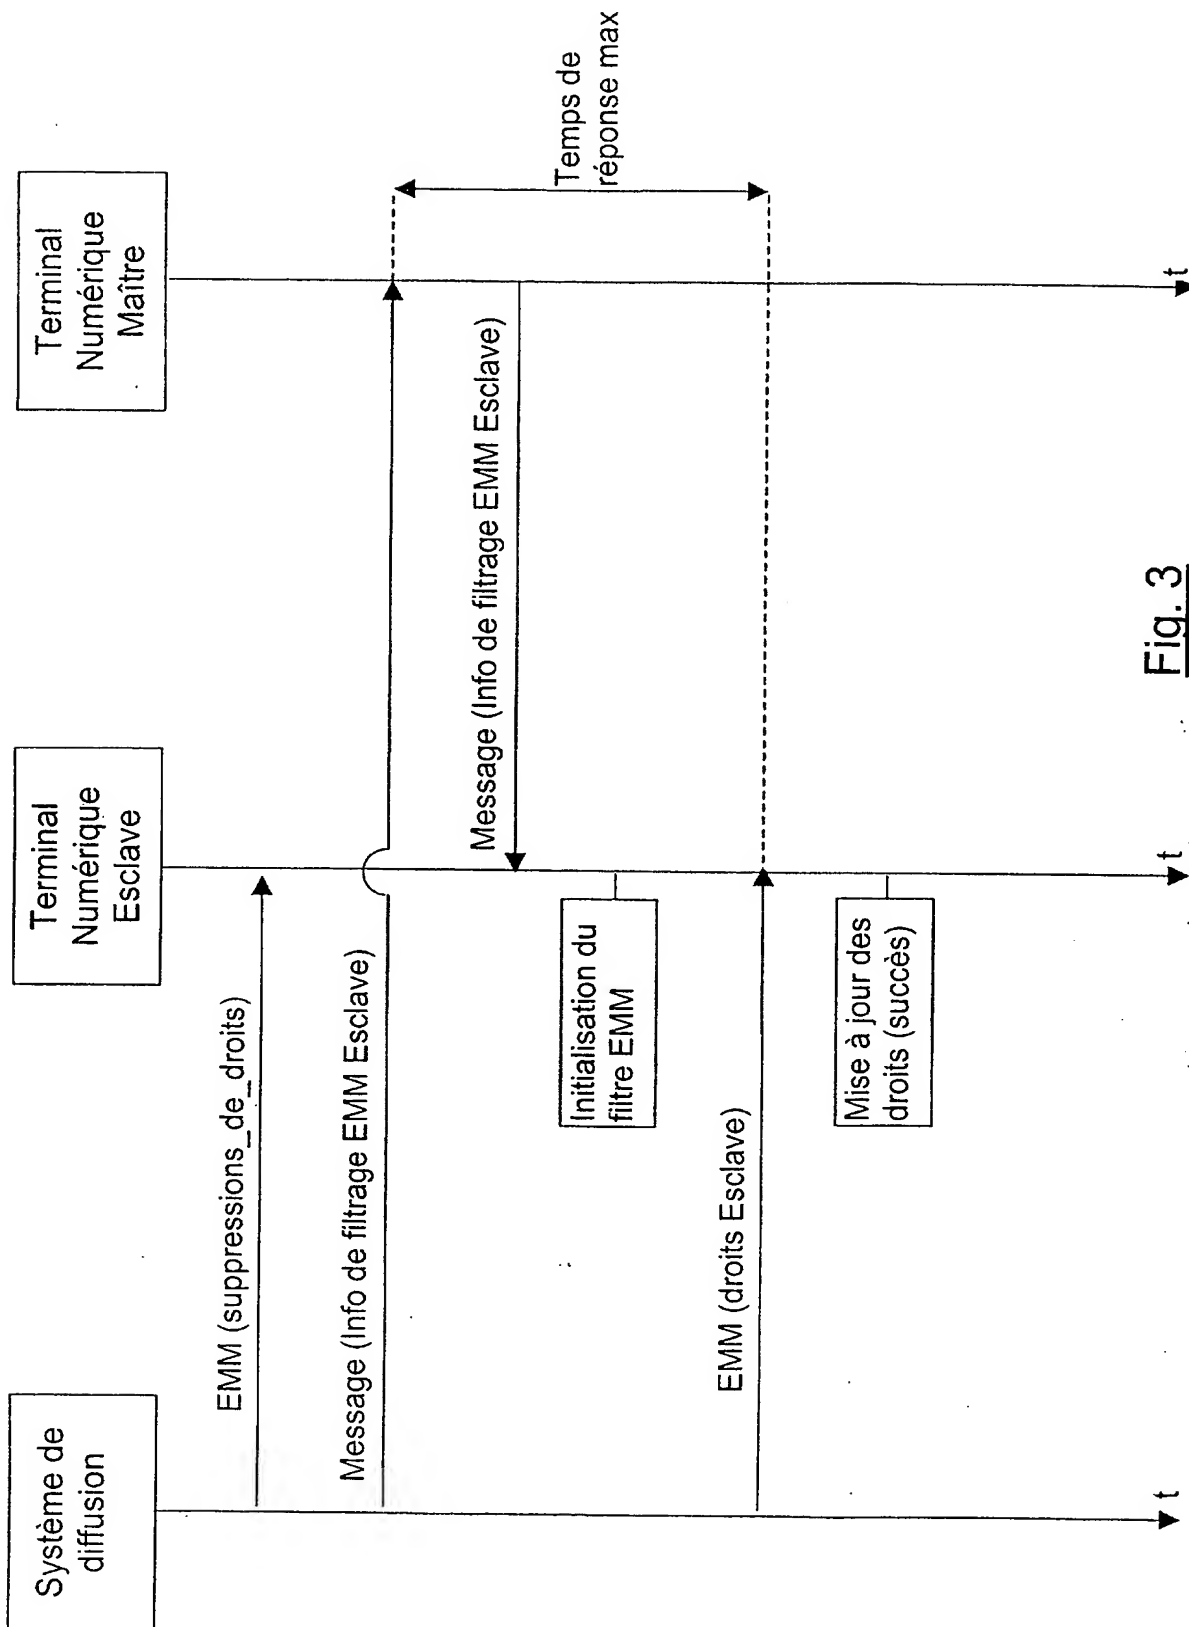 Système de
diffusion
Terminal
Numérique
Esclave
Terminal
Numérique
Maître
EMM (suppressions_de_droits)
Message (Info de filtrage EMM Esclave)
Message (Info de filtrage EMM Esclave)
Temps de
réponse max
Initialisation du
filtre EMM
EMM (droits Esclave)
Mise à jour des
droits (succès)
t
t
t
Fig. 3